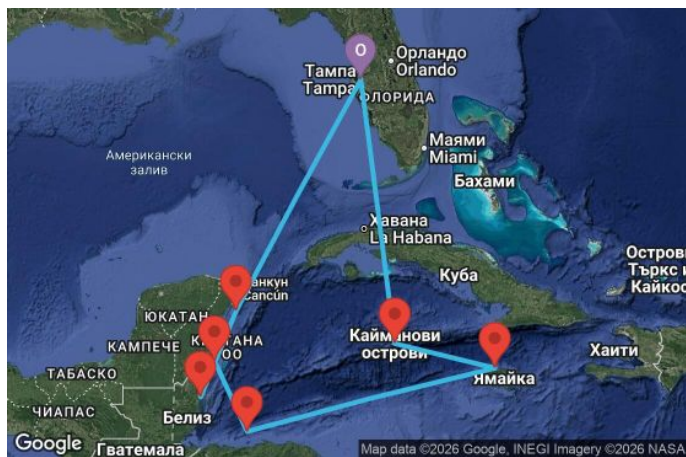 O
Орландо
Orlando
Тампа
Tampa
ФЛОРИДА
Маями
Miami
Американски
залив
Бахами
Хавана
La Habana
Куба
Острови
Търкс и
Кайкос
Cancún
ЮКАТАН
КАМПЕЧЕ
Кайманови
острови
Хаити
Ямайка
ТАБАСКО
Белиз
ЧИАПАС
Гватемала
Google
Map data ©2026 Google, INEGI Imagery ©2026 NASA